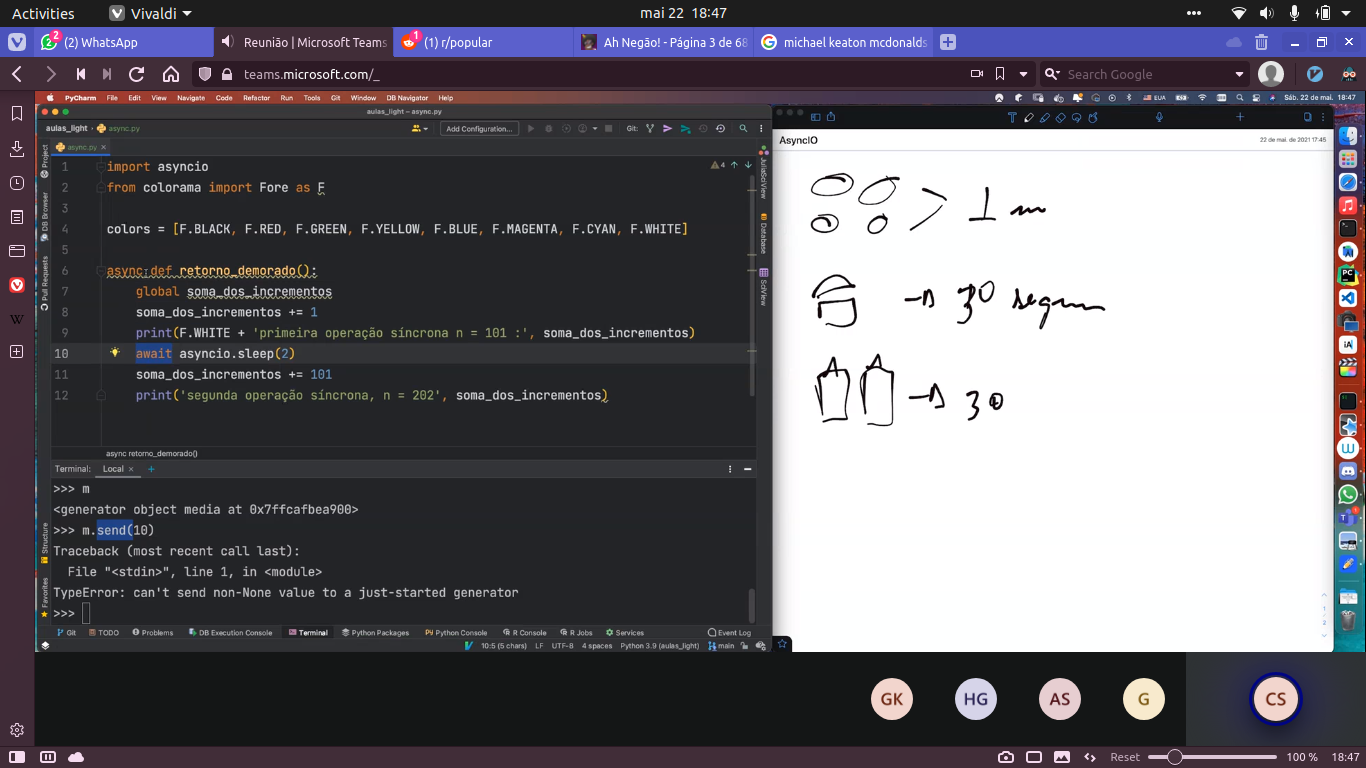 Activities
Vivaldi
mai 22 18:47
2
(2) WhatsApp
Reunião | Microsoft Teams
1
(1) r/popular
Ah Negão! - Página 3 de 68
michael keaton mcdonalds
teams.microsoft.com/_
Search Google
PyCharm File Edit View Navigate Code Refactor Run Tools Git Window DB Navigator Help
EUA
Sáb. 22 de mai. 18:47
aulas_light – async.py
aulas_light
async.py
Add Configuration...
Git:
async.py
4
1 import asyncio
2 from colorama import Fore as F
3
4 colors = [F.BLACK, F.RED, F.GREEN, F.YELLOW, F.BLUE, F.MAGENTA, F.CYAN, F.WHITE]
5
6 async def retorno_demorado():
7 global soma_dos_incrementos
8 soma_dos_incrementos += 1
9 print(F.WHITE + 'primeira operação síncrona n = 101 :', soma_dos_incrementos)
10 await asyncio.sleep(2)
11 soma_dos_incrementos += 101
12 print('segunda operação síncrona, n = 202', soma_dos_incrementos)
async retorno_demorado()
Project
DB Browser
Pull Requests
Structure
Favorites
JuliaSciView
Database
SciView
Terminal: Local
>>> m
<generator object media at 0x7ffcafbea900>
>>> m.send(10)
Traceback (most recent call last):
File "<stdin>", line 1, in <module>
TypeError: can't send non-None value to a just-started generator
>>>
Git TODO Problems DB Execution Console Terminal Python Packages Python Console R Console R Jobs Services Event Log
10:5 (5 chars) LF UTF-8 4 spaces Python 3.9 (aulas_light) main
AsyncIO
22 de mai. de 2021 17:45
1 m
30 segun
30
GK
HG
AS
G
CS
Reset
100 %
18:47